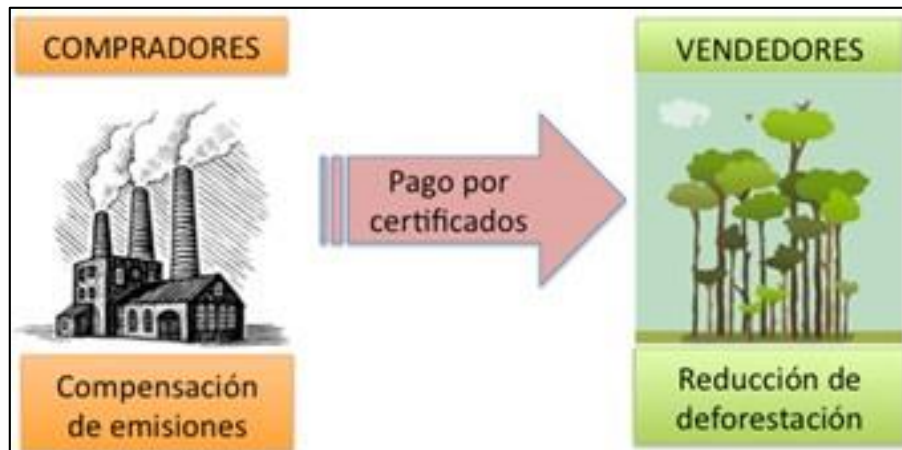 COMPRADORES
VENDEDORES
Pago por
certificados
Compensación
de emisiones
Reducción de
deforestación